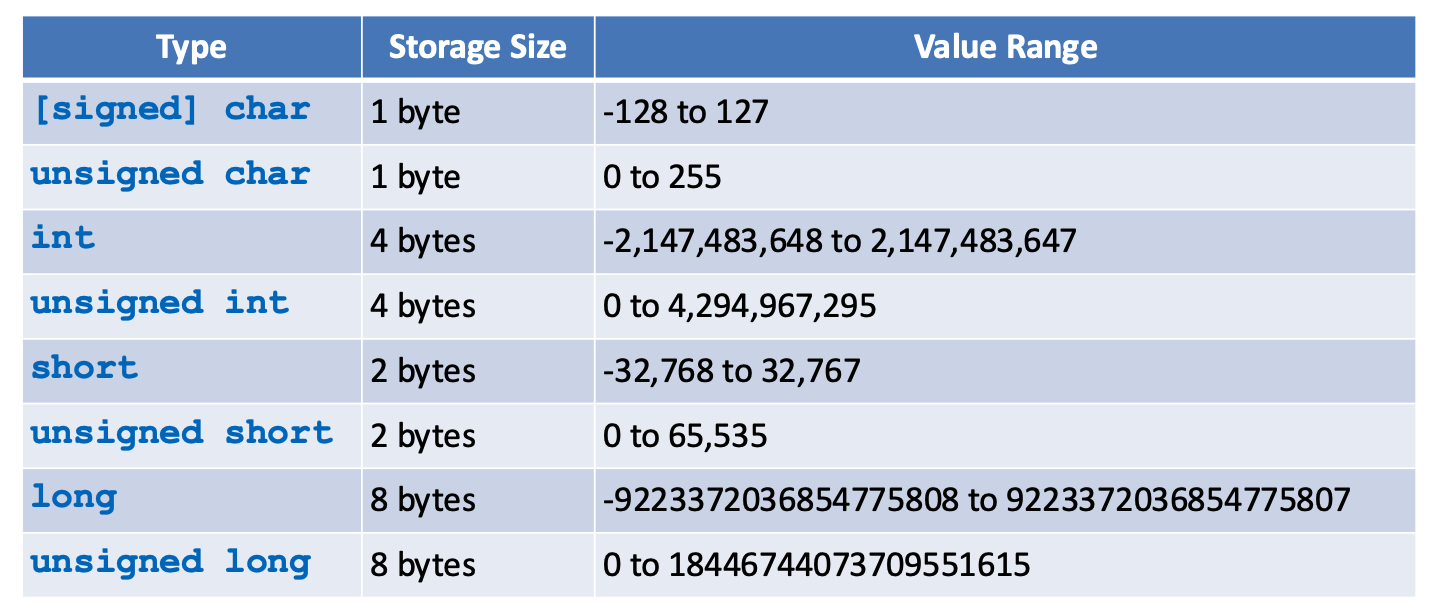 Type Storage Size Value Range
[signed] char 1 byte -128 to 127
unsigned char 1 byte 0 to 255
int 4 bytes -2,147,483,648 to 2,147,483,647
unsigned int 4 bytes 0 to 4,294,967,295
short 2 bytes -32,768 to 32,767
unsigned short 2 bytes 0 to 65,535
long 8 bytes -9223372036854775808 to 9223372036854775807
unsigned long 8 bytes 0 to 18446744073709551615